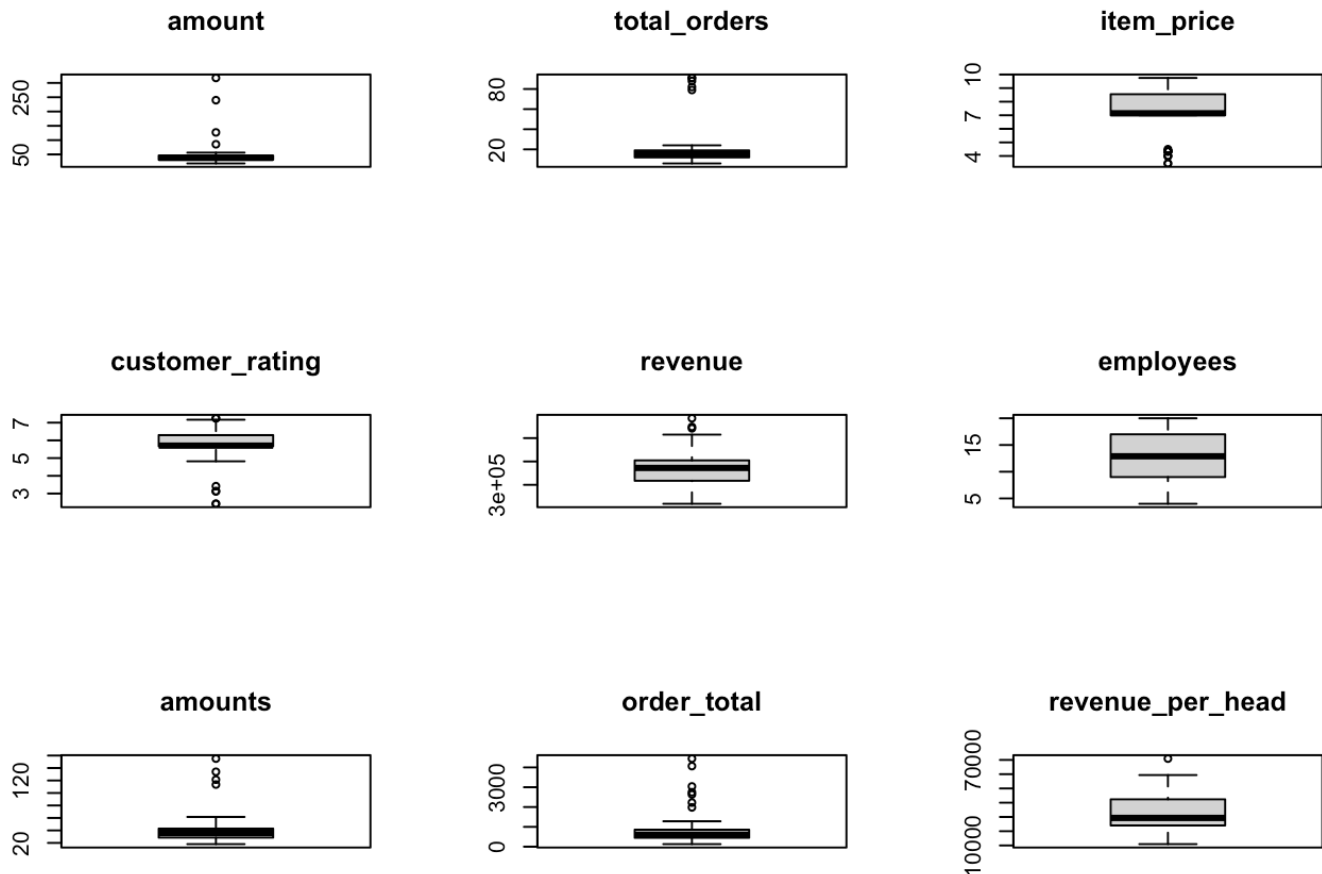 amount
250
50
total_orders
80
20
item_price
10
7
4
customer_rating
7
5
3
revenue
3e+05
employees
15
5
amounts
120
20
order_total
3000
0
revenue_per_head
70000
10000